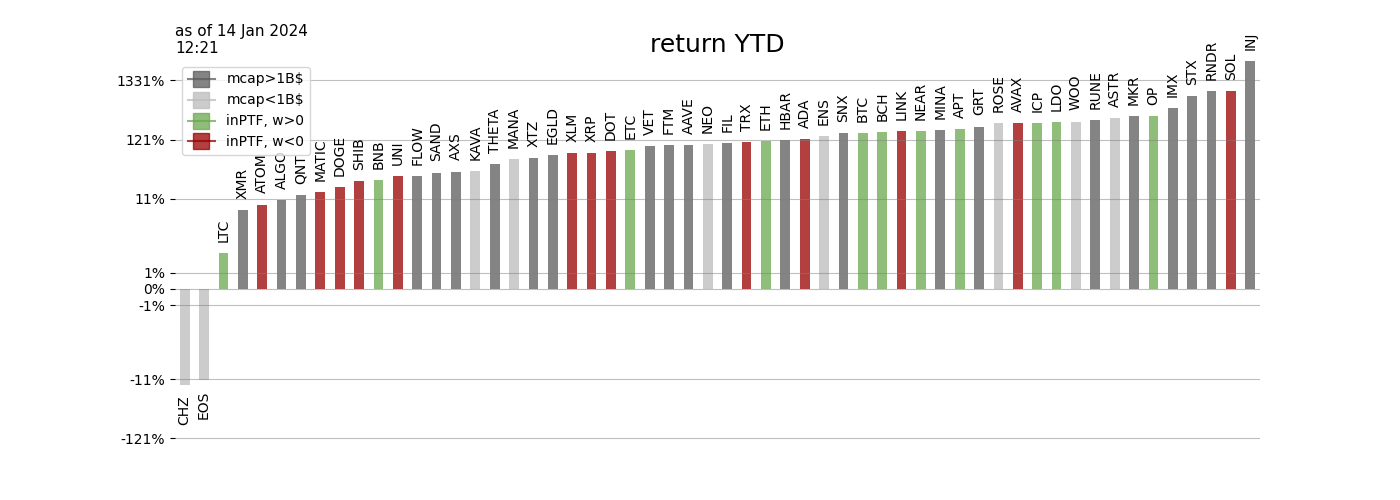 as of 14 Jan 2024
12:21
return YTD
mcap>1B$
mcap<1B$
inPTF, w>0
inPTF, w<0
1331%
121%
11%
1%
0%
-1%
-11%
-121%
CHZ
EOS
LTC
XMR
ATOM
ALGO
QNT
MATIC
DOGE
SHIB
BNB
UNI
FLOW
SAND
AXS
KAVA
THETA
MANA
XTZ
EGLD
XLM
XRP
DOT
ETC
VET
FTM
AAVE
NEO
FIL
TRX
ETH
HBAR
ADA
ENS
SNX
BTC
BCH
LINK
NEAR
MINA
APT
GRT
ROSE
AVAX
ICP
LDO
WOO
RUNE
ASTR
MKR
OP
IMX
STX
RNDR
SOL
INJ